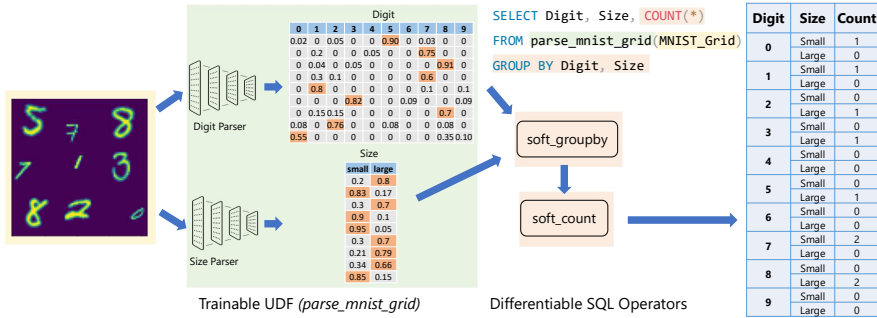 Digit
0 1 2 3 4 5 6 7 8 9
0.02 0 0.05 0 0 0.90 0 0.03 0 0
0 0.2 0 0 0.05 0 0 0.75 0 0
0 0.04 0 0.05 0 0 0 0 0.91 0
0 0.3 0.1 0 0 0 0 0.6 0 0
0 0.8 0 0 0 0 0 0.1 0 0.1
0 0 0 0.82 0 0 0.09 0 0 0.09
0 0.15 0.15 0 0 0 0 0 0.7 0
0.08 0 0.76 0 0 0.08 0 0 0.08 0
0.55 0 0 0 0 0 0 0 0.35 0.10
Digit Parser
5 7 8
7 1 3
8 2 0
Size
small large
0.2 0.8
0.83 0.17
0.3 0.7
0.9 0.1
0.95 0.05
0.3 0.7
0.21 0.79
0.34 0.66
0.85 0.15
Size Parser
Trainable UDF (parse_mnist_grid)
SELECT Digit, Size, COUNT(*)
FROM parse_mnist_grid(MNIST_Grid)
GROUP BY Digit, Size
soft_groupby
soft_count
Differentiable SQL Operators
Digit Size Count
0 Small 1
Large 0
1 Small 1
Large 0
2 Small 0
Large 1
3 Small 0
Large 1
4 Small 0
Large 0
5 Small 0
Large 1
6 Small 0
Large 0
7 Small 2
Large 0
8 Small 0
Large 2
9 Small 0
Large 0